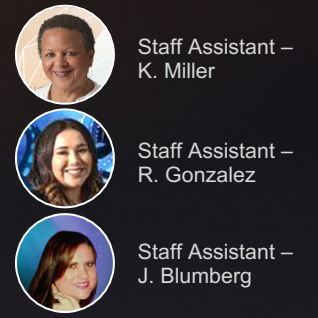 Staff Assistant –
K. Miller
Staff Assistant –
R. Gonzalez
Staff Assistant –
J. Blumberg